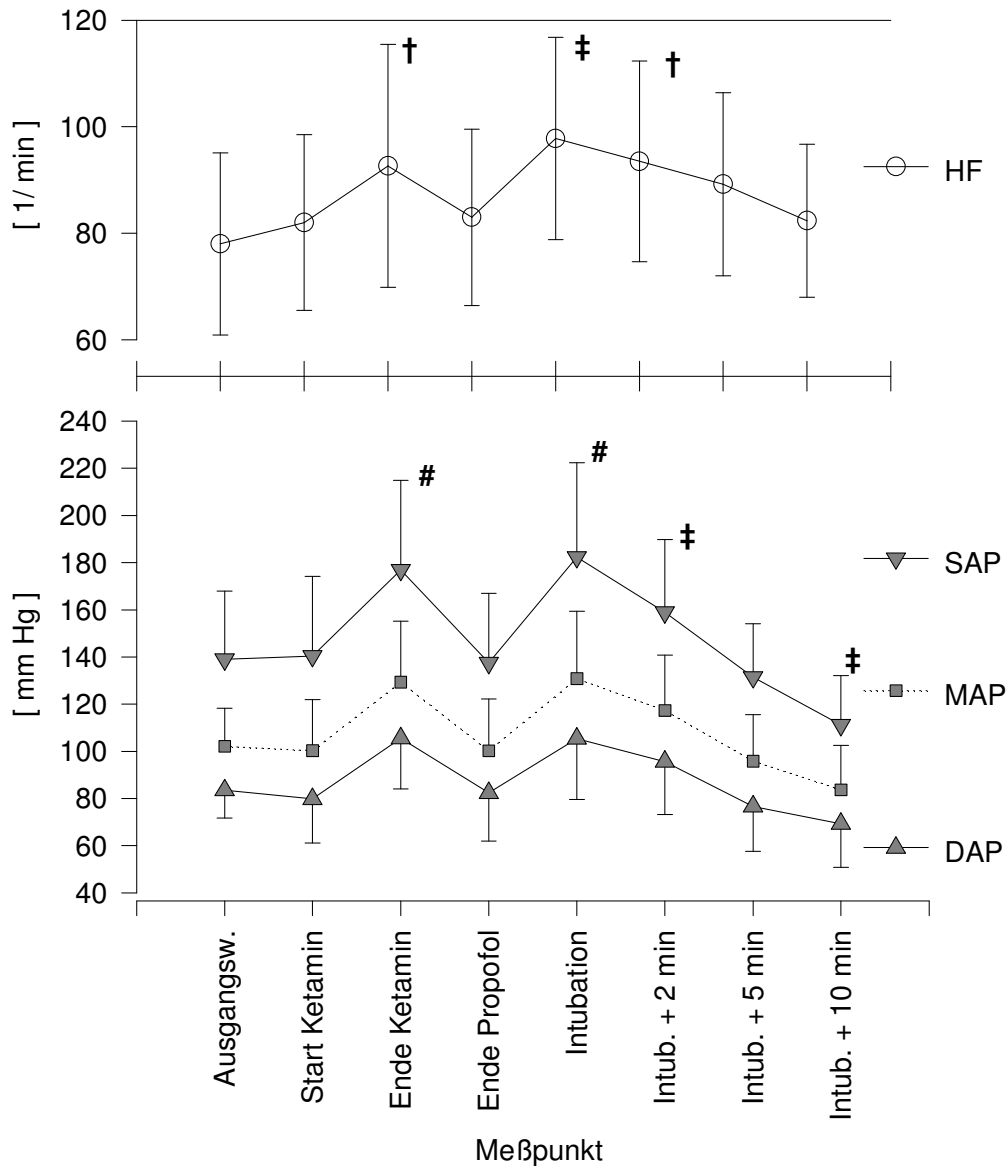 120
100
80
60
[ 1/ min ]
†
‡
†
HF
240
220
200
180
160
140
120
100
80
60
40
[ mm Hg ]
#
#
‡
‡
SAP
MAP
DAP
Ausgangsw.
Start Ketamin
Ende Ketamin
Ende Propofol
Intubation
Intub. + 2 min
Intub. + 5 min
Intub. + 10 min
Meßpunkt